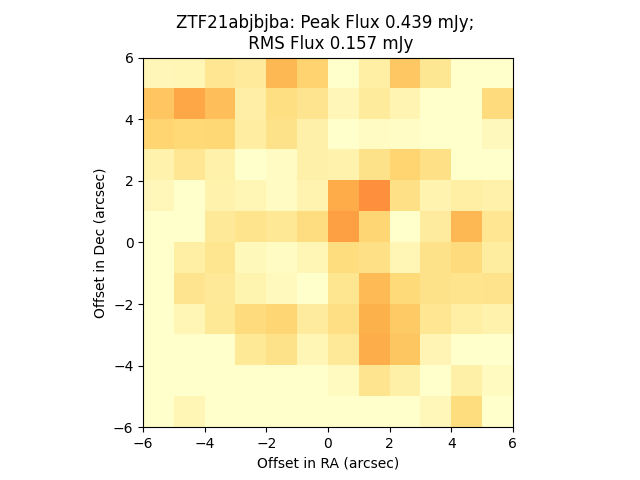 ZTF21abjbjba: Peak Flux 0.439 mJy;
RMS Flux 0.157 mJy
6
4
2
0
−2
−4
−6
Offset in Dec (arcsec)
−6 −4 −2 0 2 4 6
Offset in RA (arcsec)